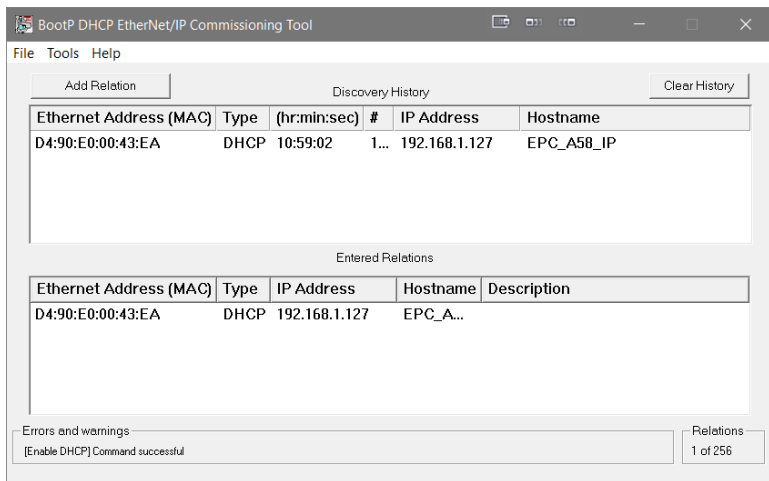 BootP DHCP EtherNet/IP Commissioning Tool
File Tools Help
Add Relation
Discovery History
Clear History
Ethernet Address (MAC) Type (hr:min:sec) # IP Address Hostname
D4:90:E0:00:43:EA DHCP 10:59:02 1... 192.168.1.127 EPC_A58_IP
Entered Relations
Ethernet Address (MAC) Type IP Address Hostname Description
D4:90:E0:00:43:EA DHCP 192.168.1.127 EPC_A...
Errors and warnings
[Enable DHCP] Command successful
Relations
1 of 256